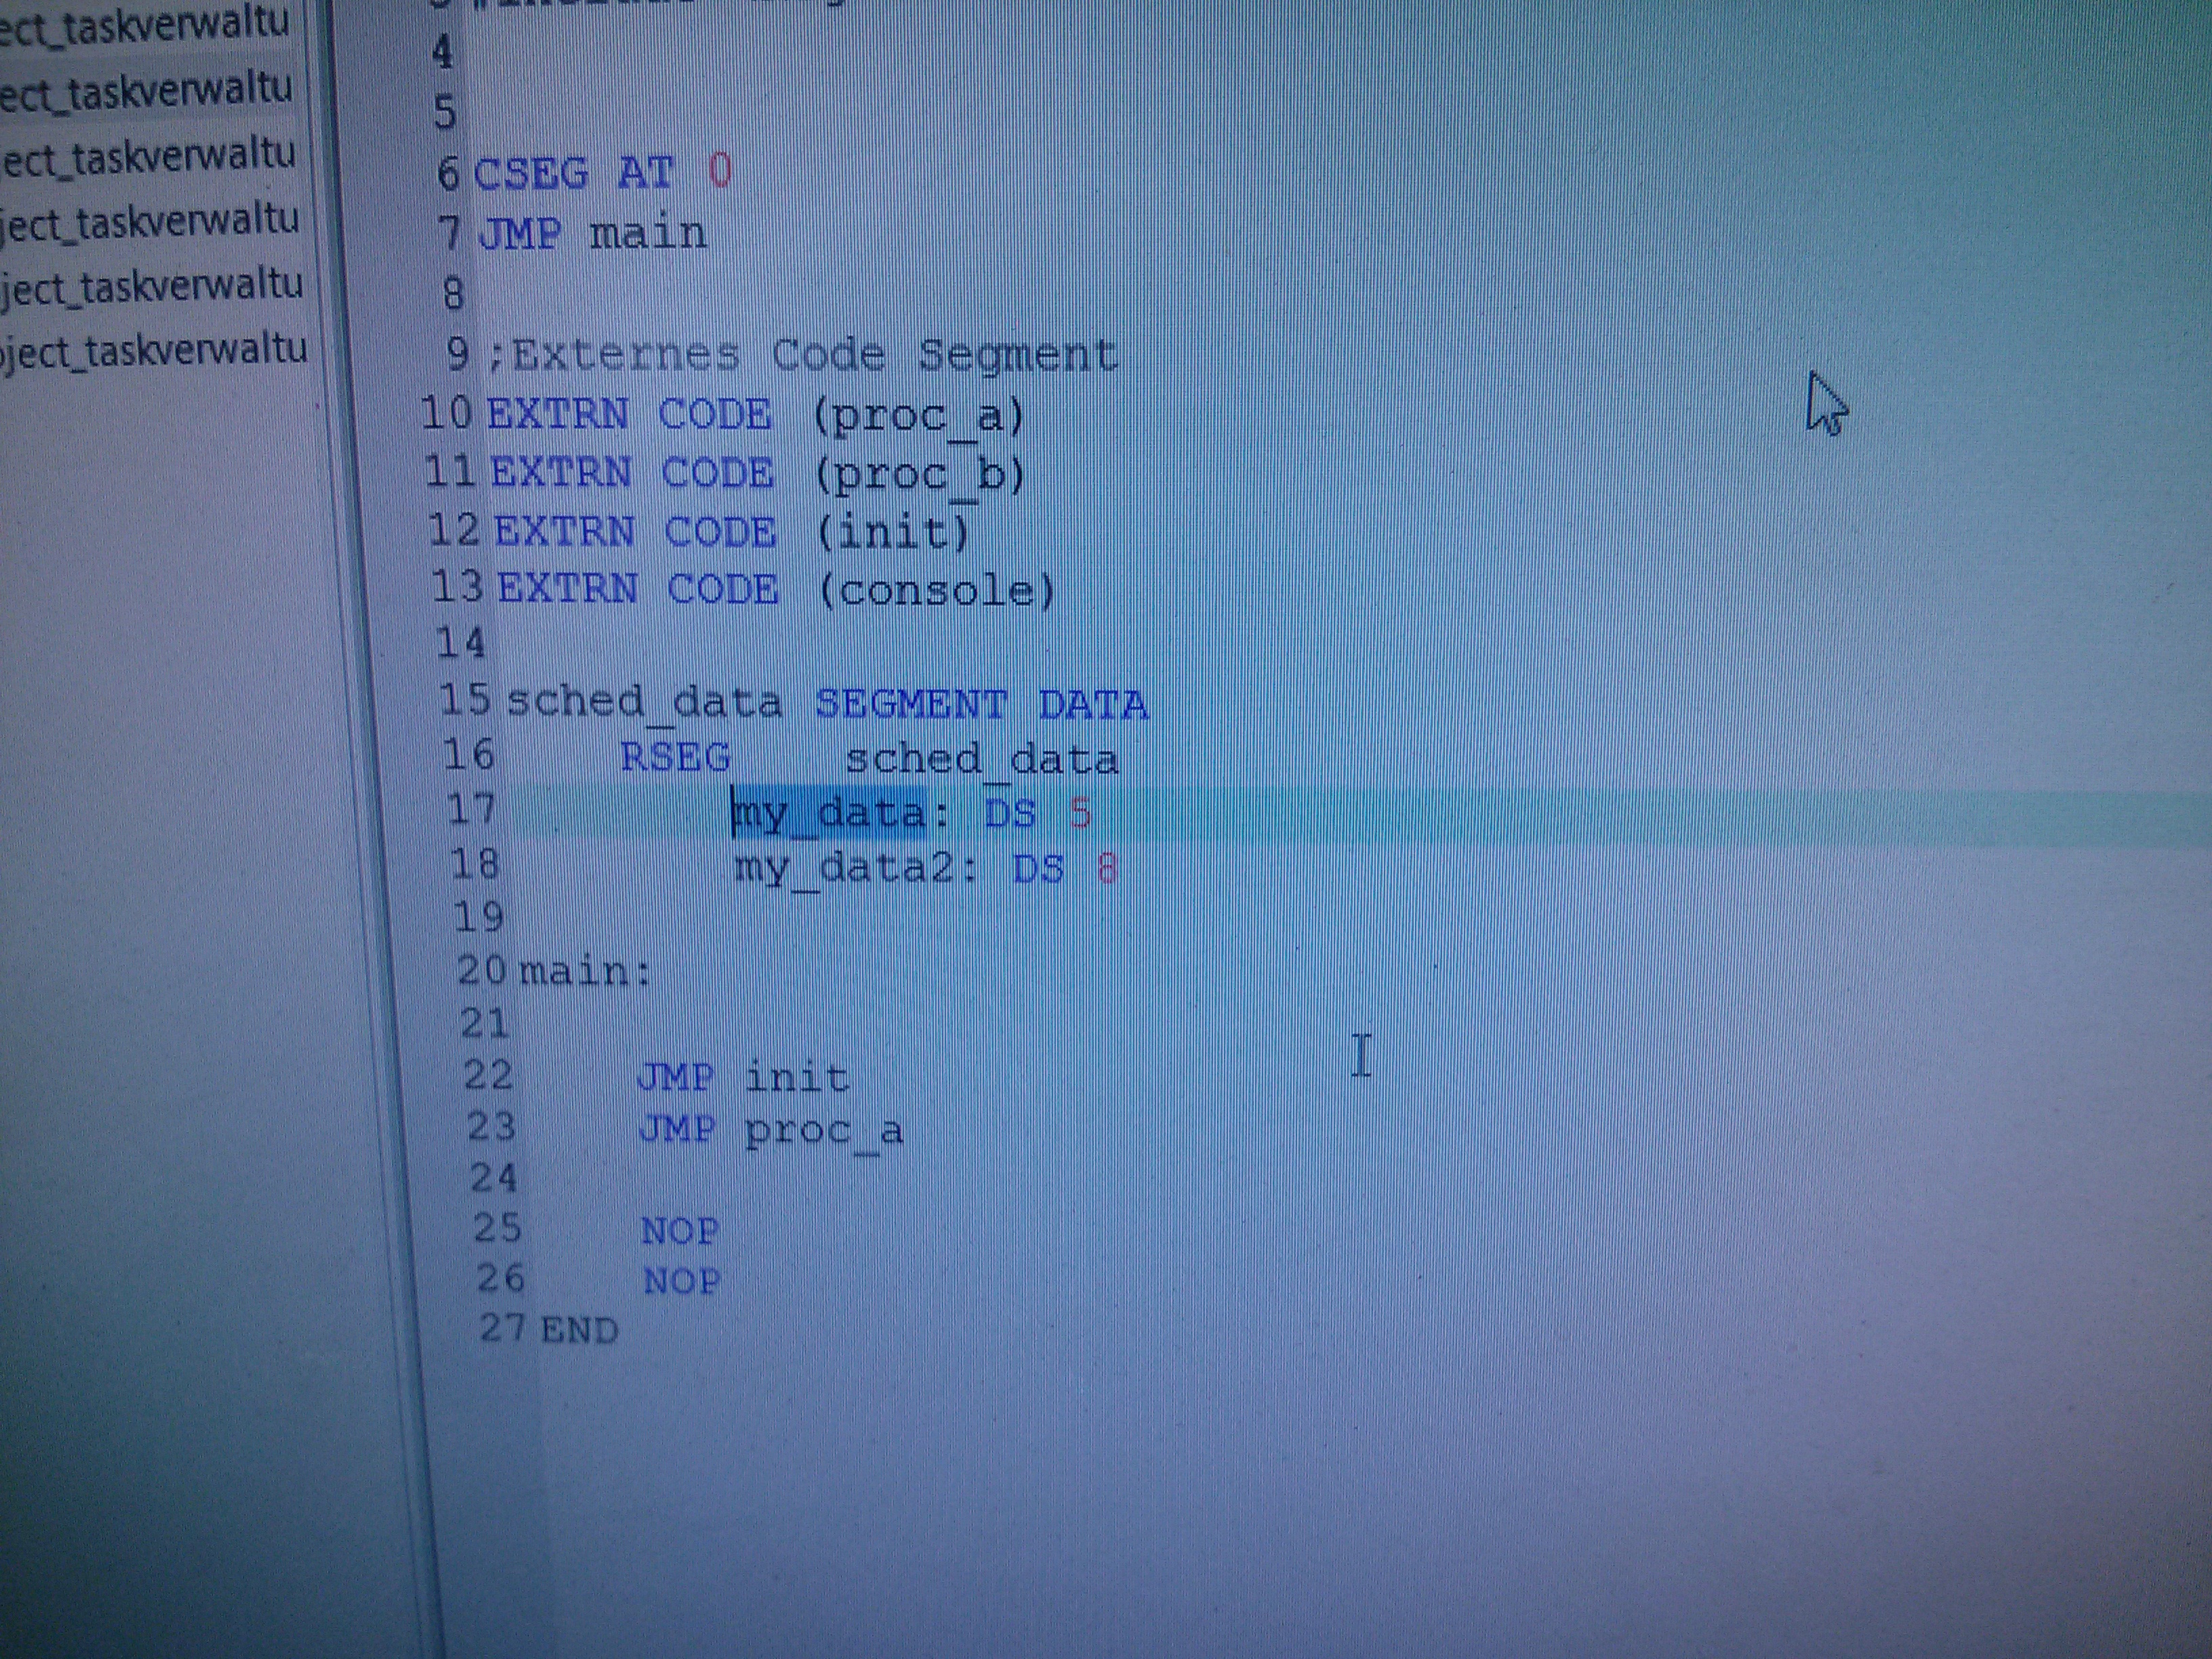 ect_taskverwaltu
ect_taskverwaltu
ject_taskverwaltu
ject_taskverwaltu
ject_taskverwaltu
oject_taskverwaltu
4
5
6 CSEG AT 0
7 JMP main
8
9 ;Externes Code Segment
10 EXTRN CODE (proc_a)
11 EXTRN CODE (proc_b)
12 EXTRN CODE (init)
13 EXTRN CODE (console)
14
15 sched_data SEGMENT DATA
16 RSEG sched_data
17 my_data: DS 5
18 my_data2: DS 8
19
20 main:
21
22 JMP init
23 JMP proc_a
24
25 NOP
26 NOP
27 END